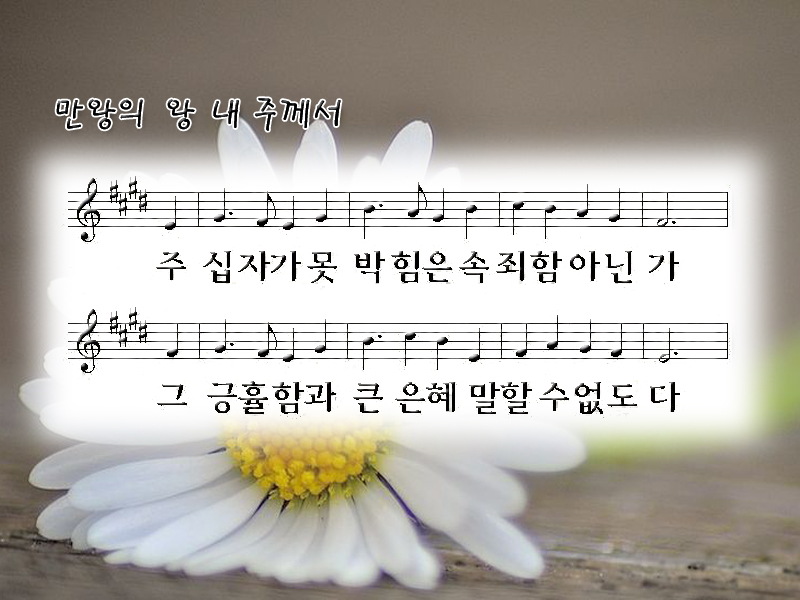 만왕의 왕 내 주께서
주 십자가 못 박힘은 속죄함 아닌 가
그 긍휼함과 큰 은혜 말할 수없도 다